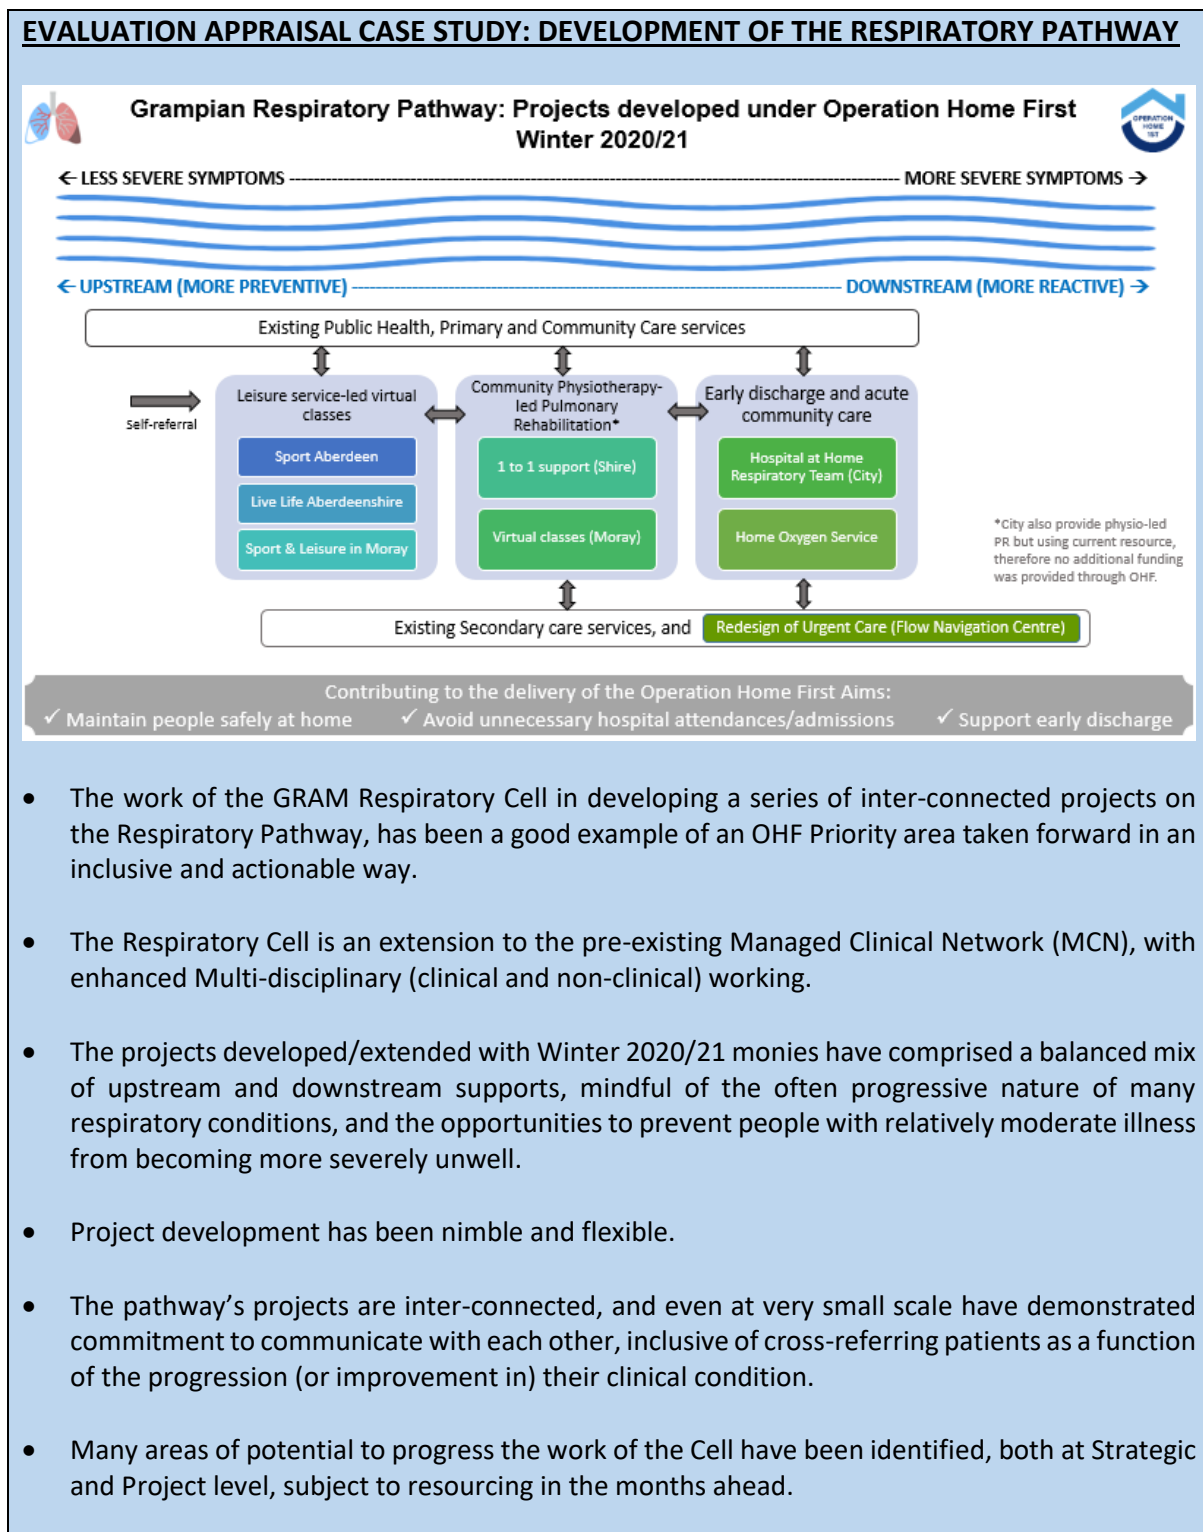 EVALUATION APPRAISAL CASE STUDY: DEVELOPMENT OF THE RESPIRATORY PATHWAY
Grampian Respiratory Pathway: Projects developed under Operation Home First
Winter 2020/21
OPERATION
HOME
1ST
← LESS SEVERE SYMPTOMS ---------- MORE SEVERE SYMPTOMS →
← UPSTREAM (MORE PREVENTIVE) ---------- DOWNSTREAM (MORE REACTIVE) →
Existing Public Health, Primary and Community Care services
Self-referral
Leisure service-led virtual
classes
Sport Aberdeen
Live Life Aberdeenshire
Sport & Leisure in Moray
Community Physiotherapy-
led Pulmonary
Rehabilitation*
1 to 1 support (Shire)
Virtual classes (Moray)
Early discharge and acute
community care
Hospital at Home
Respiratory Team (City)
Home Oxygen Service
*City also provide physio-led
PR but using current resource,
therefore no additional funding
was provided through OHF.
Existing Secondary care services, and Redesign of Urgent Care (Flow Navigation Centre)
Contributing to the delivery of the Operation Home First Aims:
✓ Maintain people safely at home ✓ Avoid unnecessary hospital attendances/admissions ✓ Support early discharge
• The work of the GRAM Respiratory Cell in developing a series of inter-connected projects on
the Respiratory Pathway, has been a good example of an OHF Priority area taken forward in an
inclusive and actionable way.
• The Respiratory Cell is an extension to the pre-existing Managed Clinical Network (MCN), with
enhanced Multi-disciplinary (clinical and non-clinical) working.
• The projects developed/extended with Winter 2020/21 monies have comprised a balanced mix
of upstream and downstream supports, mindful of the often progressive nature of many
respiratory conditions, and the opportunities to prevent people with relatively moderate illness
from becoming more severely unwell.
• Project development has been nimble and flexible.
• The pathway's projects are inter-connected, and even at very small scale have demonstrated
commitment to communicate with each other, inclusive of cross-referring patients as a function
of the progression (or improvement in) their clinical condition.
• Many areas of potential to progress the work of the Cell have been identified, both at Strategic
and Project level, subject to resourcing in the months ahead.